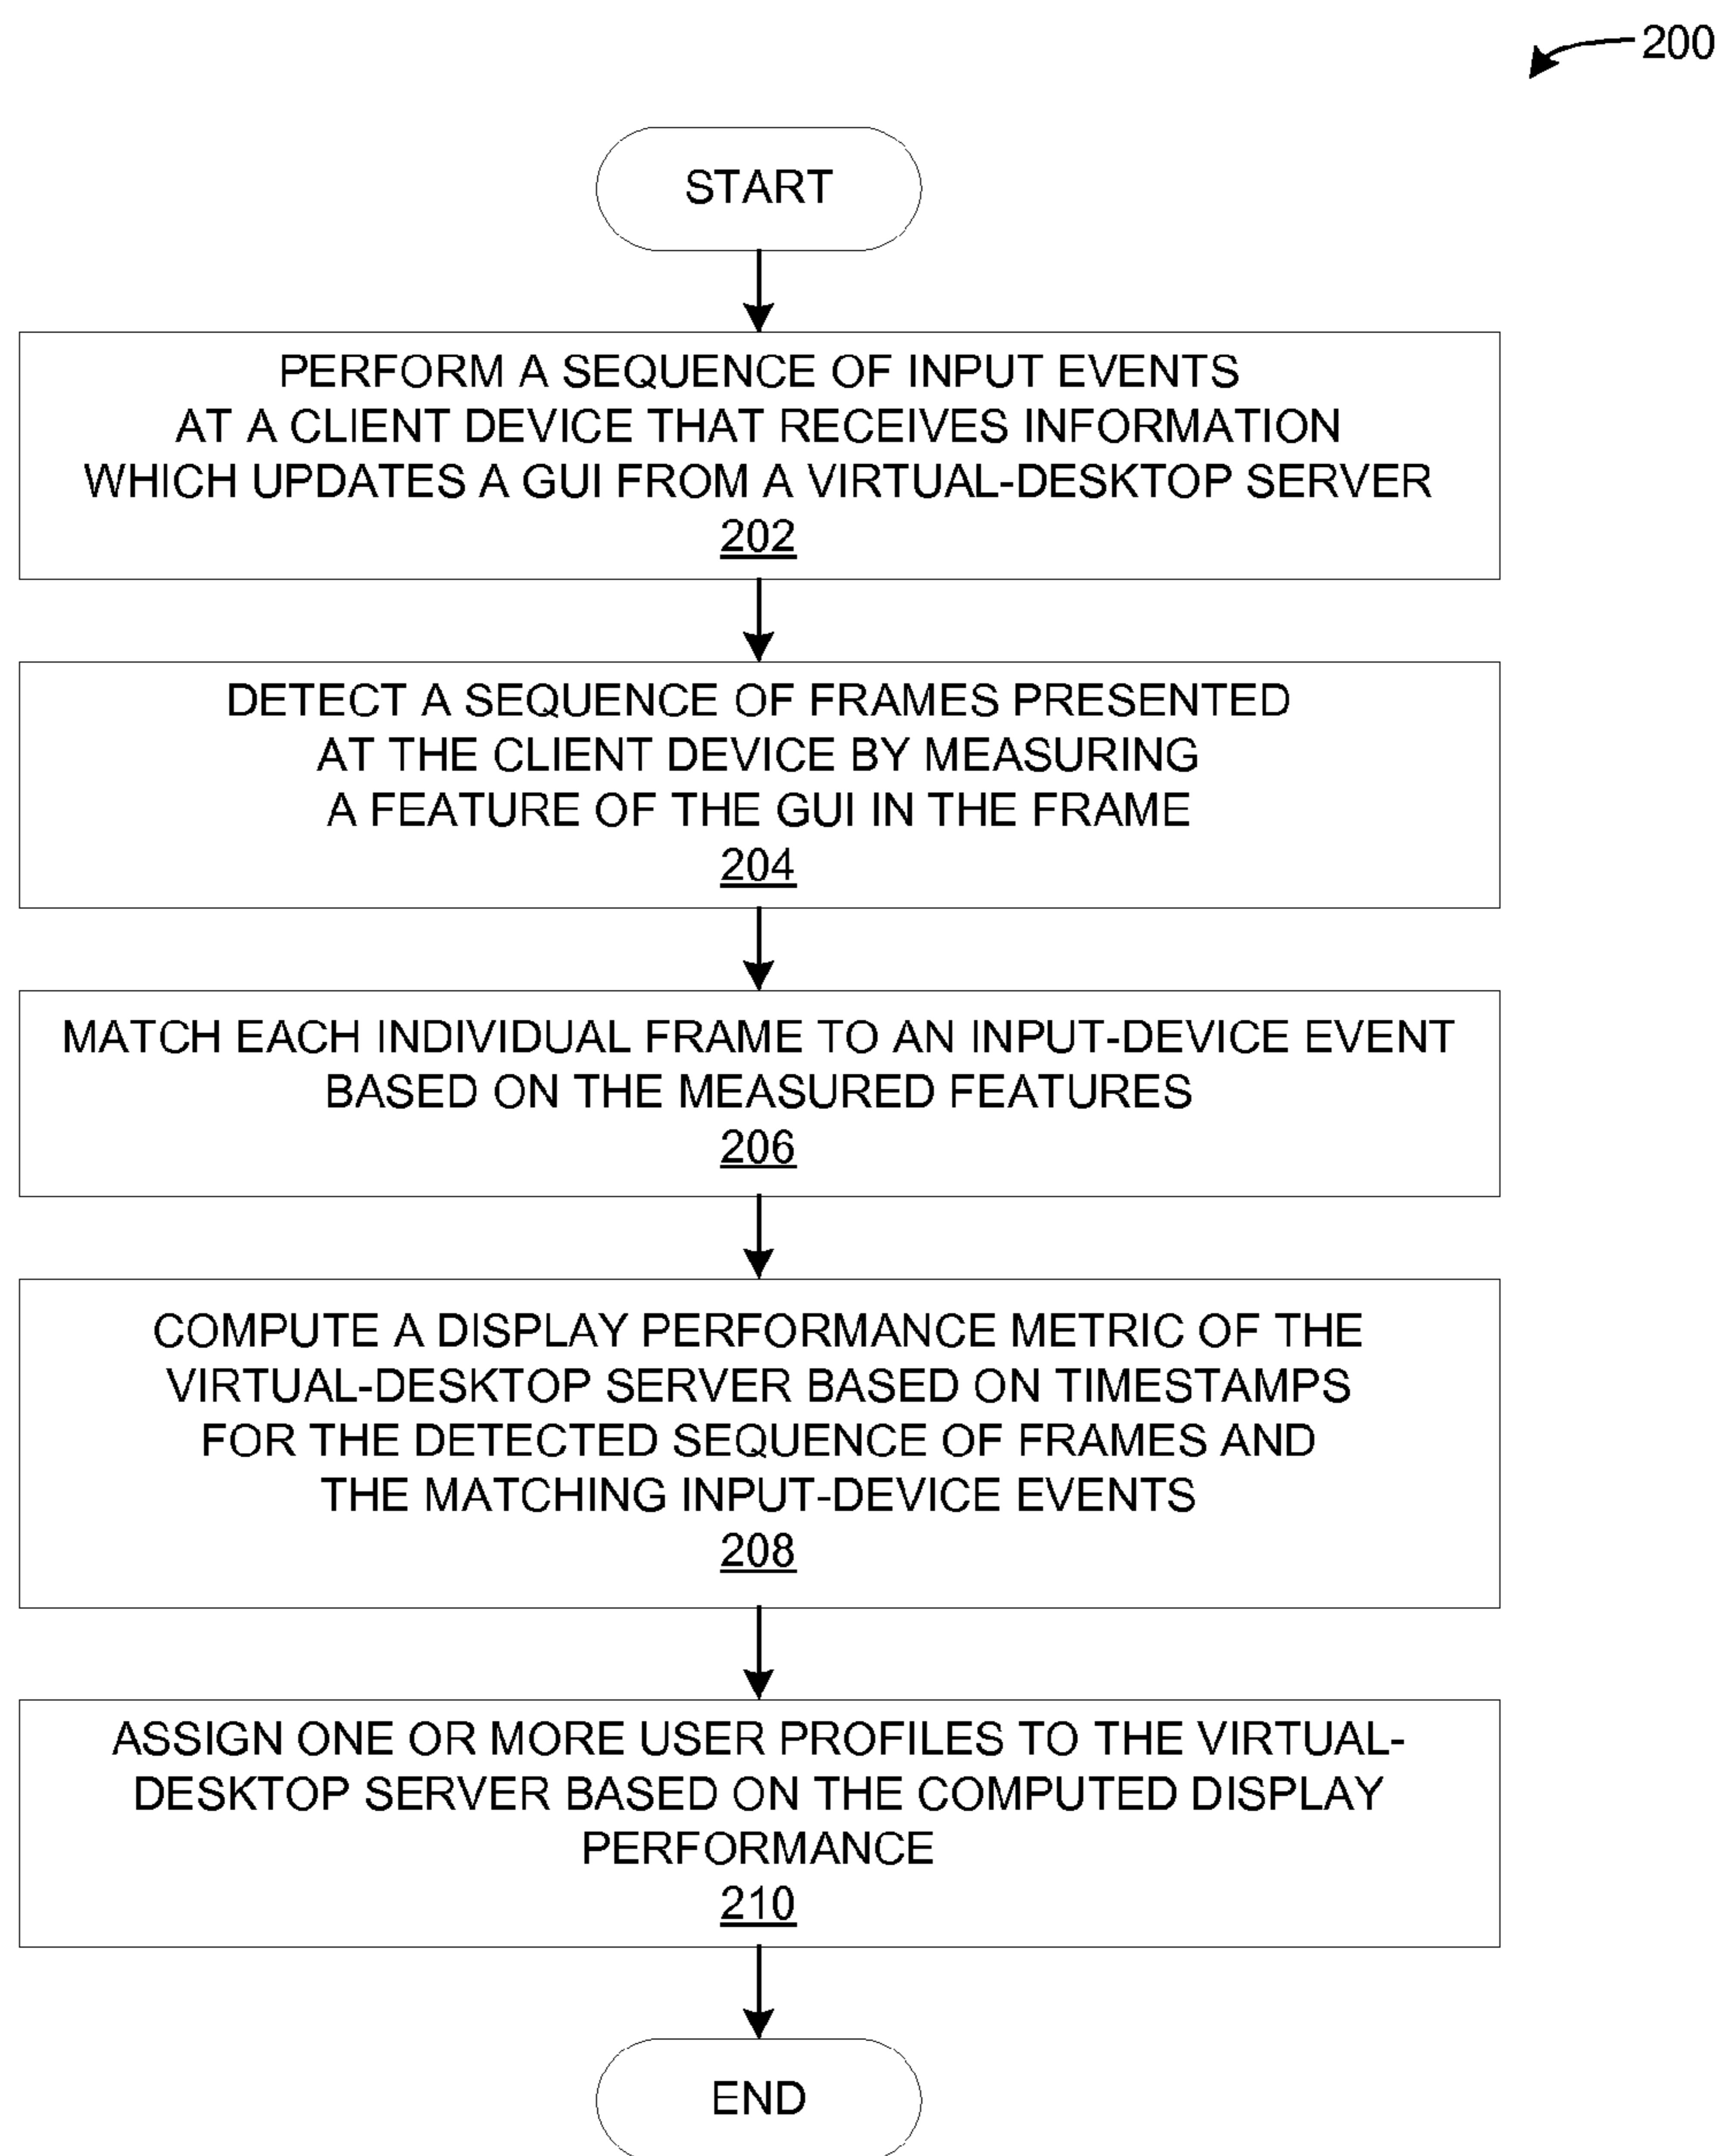 200
START
PERFORM A SEQUENCE OF INPUT EVENTS
AT A CLIENT DEVICE THAT RECEIVES INFORMATION
WHICH UPDATES A GUI FROM A VIRTUAL-DESKTOP SERVER
202
DETECT A SEQUENCE OF FRAMES PRESENTED
AT THE CLIENT DEVICE BY MEASURING
A FEATURE OF THE GUI IN THE FRAME
204
MATCH EACH INDIVIDUAL FRAME TO AN INPUT-DEVICE EVENT
BASED ON THE MEASURED FEATURES
206
COMPUTE A DISPLAY PERFORMANCE METRIC OF THE
VIRTUAL-DESKTOP SERVER BASED ON TIMESTAMPS
FOR THE DETECTED SEQUENCE OF FRAMES AND
THE MATCHING INPUT-DEVICE EVENTS
208
ASSIGN ONE OR MORE USER PROFILES TO THE VIRTUAL-
DESKTOP SERVER BASED ON THE COMPUTED DISPLAY
PERFORMANCE
210
END